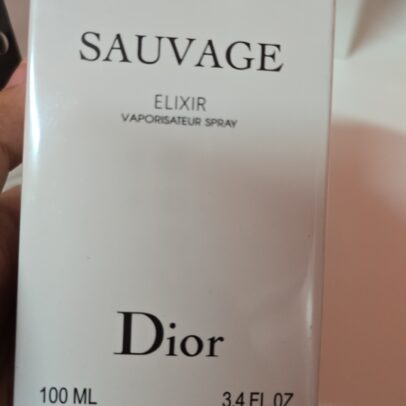 SAUVAGE
ELIXIR
VAPORISATEUR SPRAY
Dior
100 ML 3.4 FL OZ